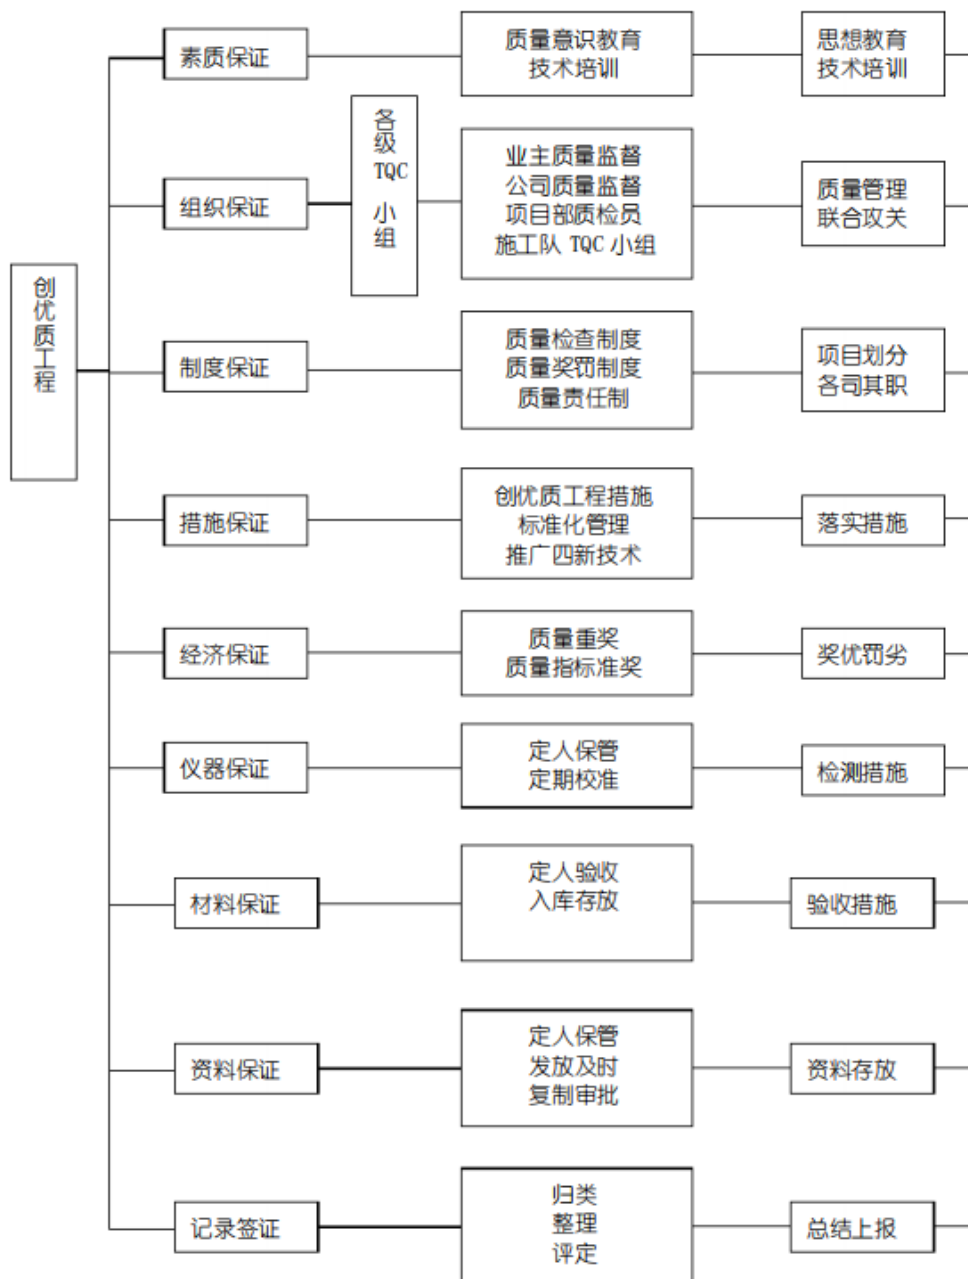 素质保证
质量意识教育
技术培训
思想教育
技术培训
各级 TQC 小组
组织保证
业主质量监督
公司质量监督
项目部质检员
施工队 TQC 小组
质量管理
联合攻关
创优质工程
制度保证
质量检查制度
质量奖罚制度
质量责任制
项目划分
各司其职
措施保证
创优质工程措施
标准化管理
推广四新技术
落实措施
经济保证
质量重奖
质量指标准奖
奖优罚劣
仪器保证
定人保管
定期校准
检测措施
材料保证
定人验收
入库存放
验收措施
资料保证
定人保管
发放及时
复制审批
资料存放
记录签证
归类
整理
评定
总结上报